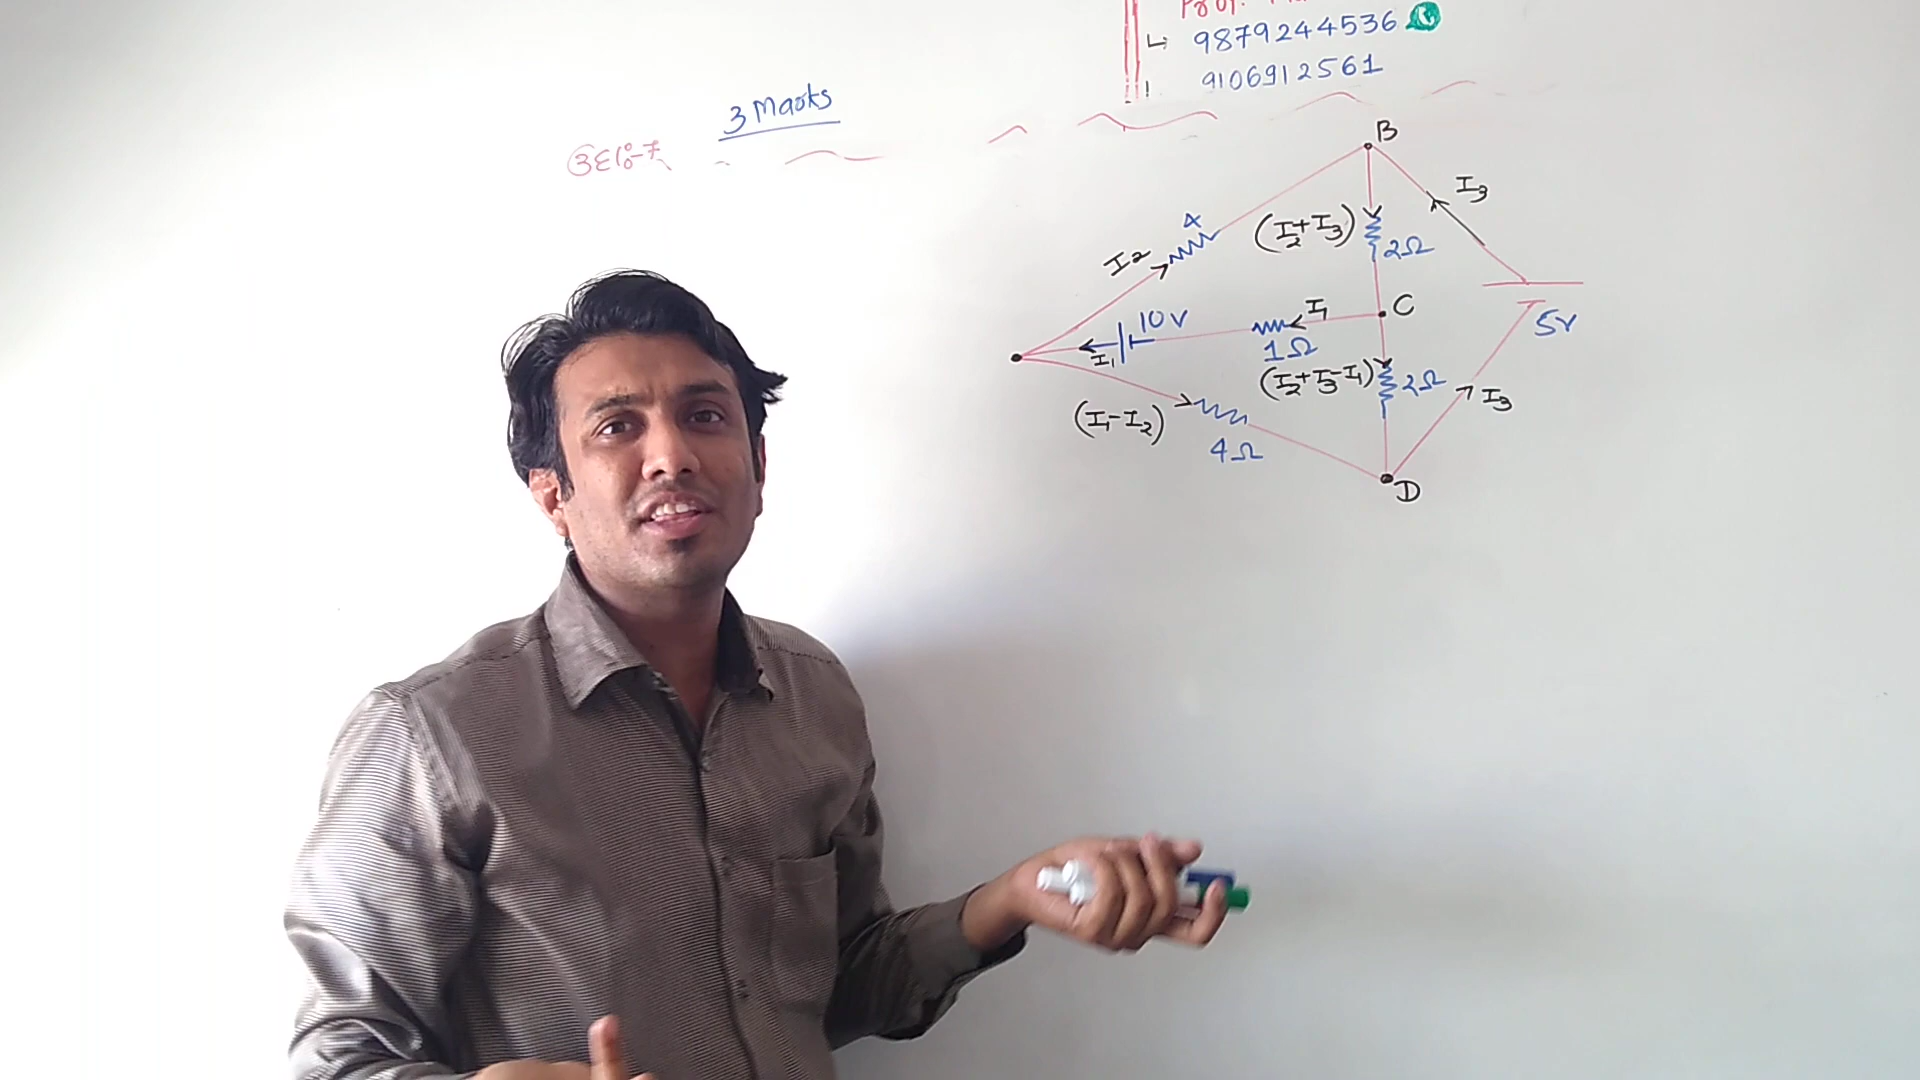 Prof.
↳ 9879244536
9106912561
3 Marks
B
I3
4
(I2+I3)
I2
2Ω
10V
I1
C
5V
I1
1Ω
(I2+I3-I1)
2Ω
I3
(I1-I2)
4Ω
D